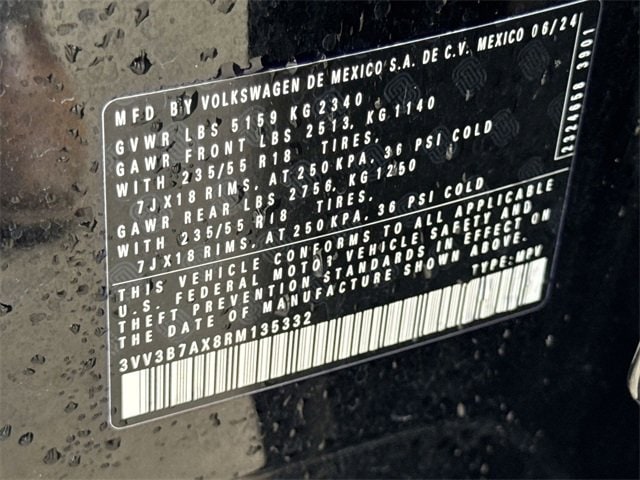 MFD BY VOLKSWAGEN DE MEXICO S.A. DE C.V. MEXICO 06/24
GVWR LBS 5159 KG 2340
GAWR FRONT LBS 2513, KG 1140
WITH 235/55 R18 TIRES,
7JX18 RIMS, AT 250 KPA, 36 PSI COLD
GAWR REAR LBS 2756, KG 1250
WITH 235/55 R18 TIRES,
7JX18 RIMS, AT 250 KPA, 36 PSI COLD
THIS VEHICLE CONFORMS TO ALL APPLICABLE
U.S. FEDERAL MOTOR VEHICLE SAFETY AND
THEFT PREVENTION STANDARDS IN EFFECT ON
THE DATE OF MANUFACTURE SHOWN ABOVE.
TYPE: MPV
3VV3B7AX8RM135332